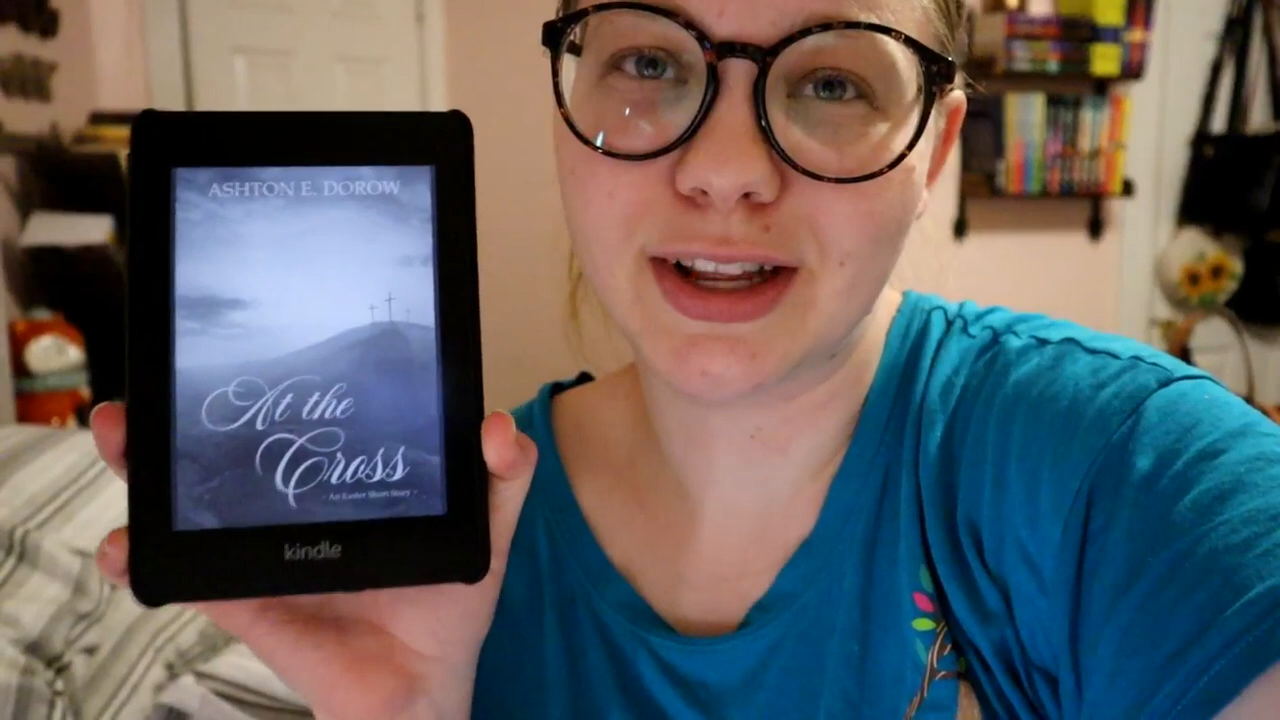 ASHTON E. DOROW
At the
Cross
- An Easter Short Story -
kindle